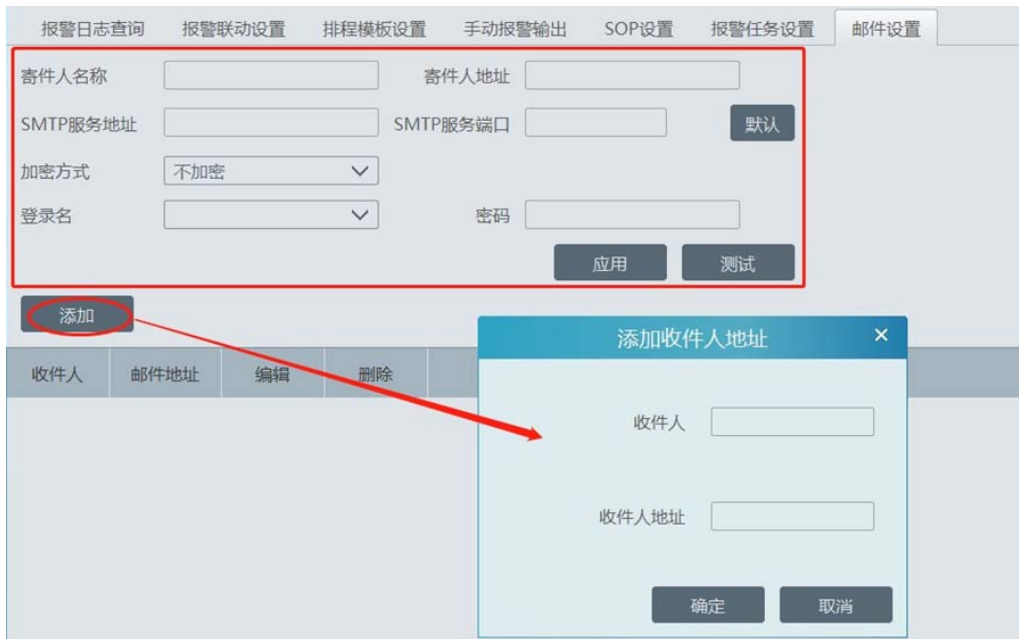 报警日志查询 报警联动设置 排程模板设置 手动报警输出 SOP设置 报警任务设置 邮件设置
寄件人名称 寄件人地址
SMTP服务地址 SMTP服务端口 默认
加密方式 不加密
登录名 密码
应用 测试
添加
添加收件人地址 ×
收件人 邮件地址 编辑 删除
收件人
收件人地址
确定 取消